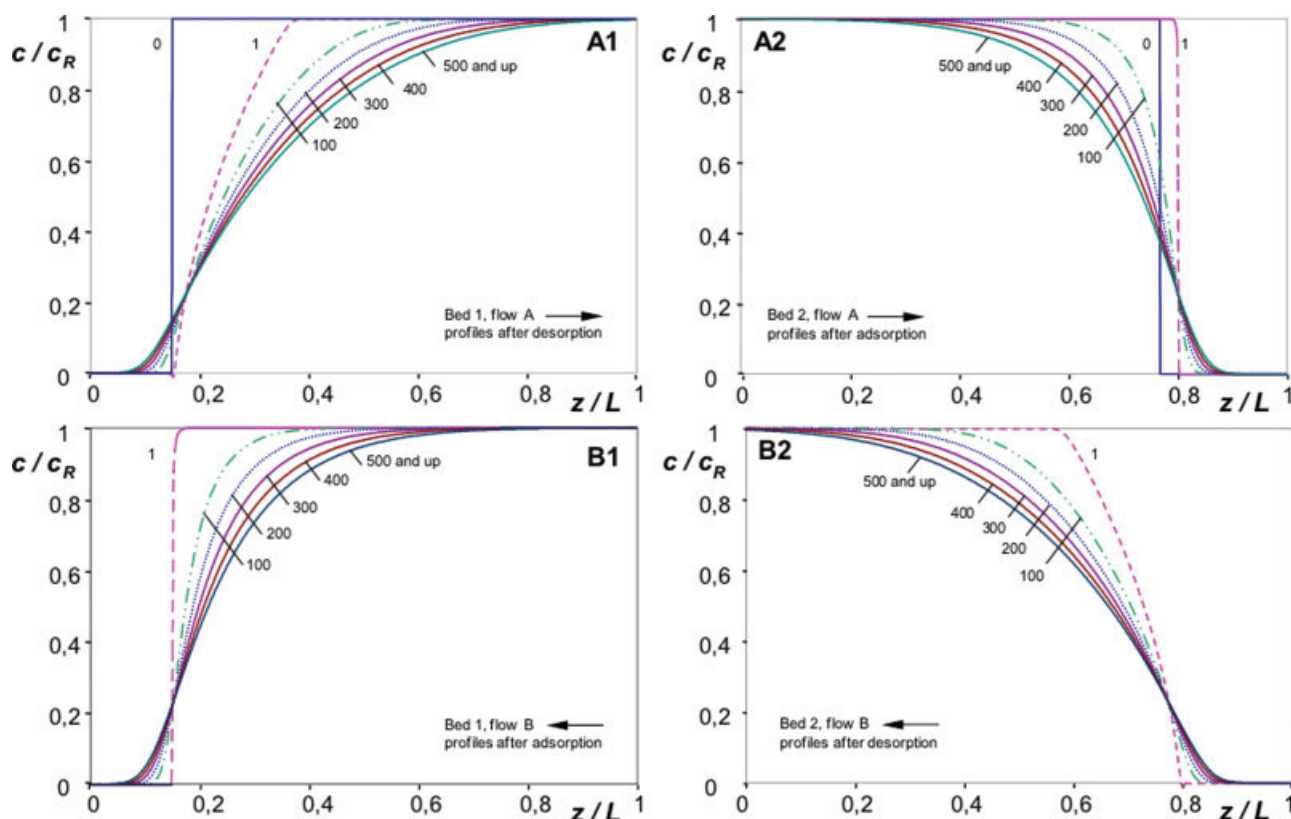 1
c / c_R
0
1
A1
0,8
500 and up
400
300
200
100
0,6
0,4
0,2
Bed 1, flow A
profiles after desorption
0
0
0,2
0,4
0,6
0,8
1
z / L
1
c / c_R
0
1
A2
0,8
500 and up
400
300
200
100
0,6
0,4
0,2
Bed 2, flow A
profiles after adsorption
0
0
0,2
0,4
0,6
0,8
1
z / L
1
c / c_R
1
B1
0,8
500 and up
400
300
200
100
0,6
0,4
0,2
Bed 1, flow B
profiles after adsorption
0
0
0,2
0,4
0,6
0,8
1
z / L
1
c / c_R
B2
1
0,8
500 and up
400
300
200
100
0,6
0,4
0,2
Bed 2, flow B
profiles after desorption
0
0
0,2
0,4
0,6
0,8
1
z / L